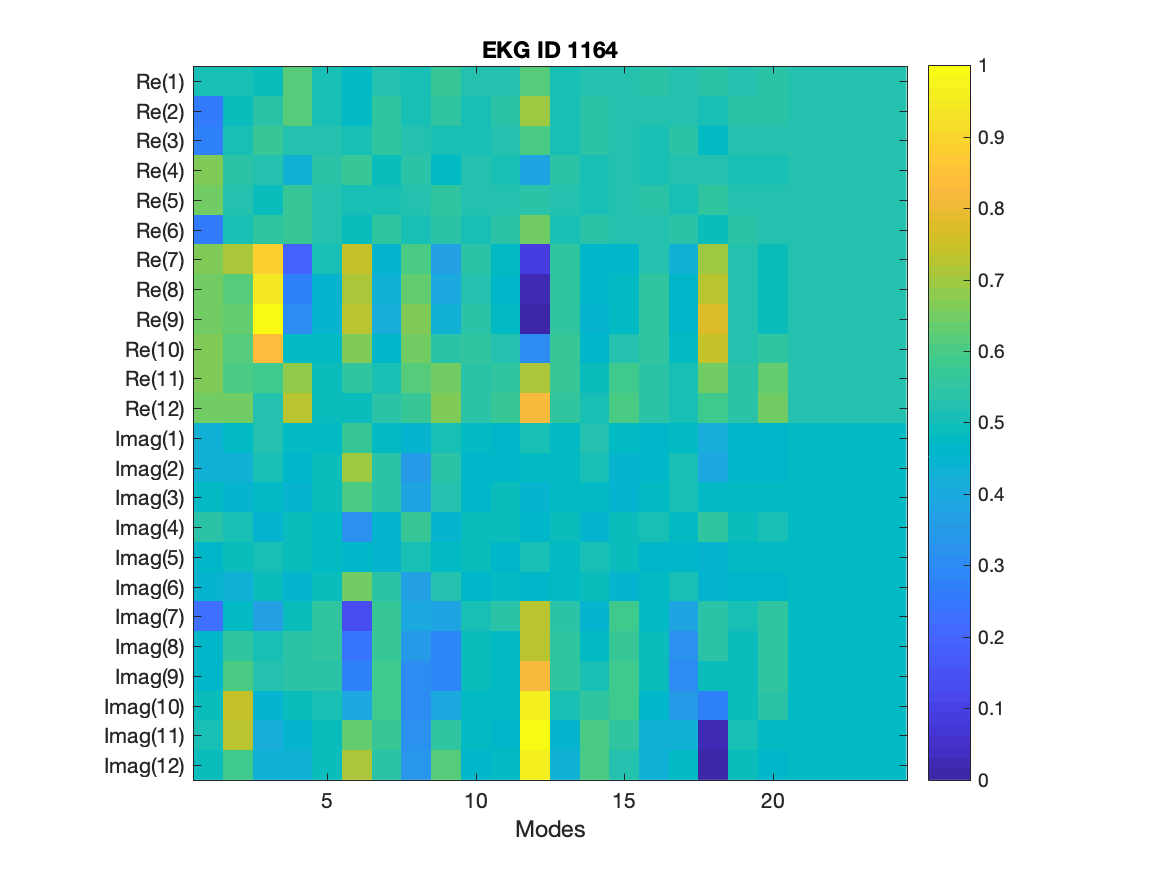 EKG ID 1164
Re(1)
Re(2)
Re(3)
Re(4)
Re(5)
Re(6)
Re(7)
Re(8)
Re(9)
Re(10)
Re(11)
Re(12)
Imag(1)
Imag(2)
Imag(3)
Imag(4)
Imag(5)
Imag(6)
Imag(7)
Imag(8)
Imag(9)
Imag(10)
Imag(11)
Imag(12)
5 10 15 20
Modes
1
0.9
0.8
0.7
0.6
0.5
0.4
0.3
0.2
0.1
0